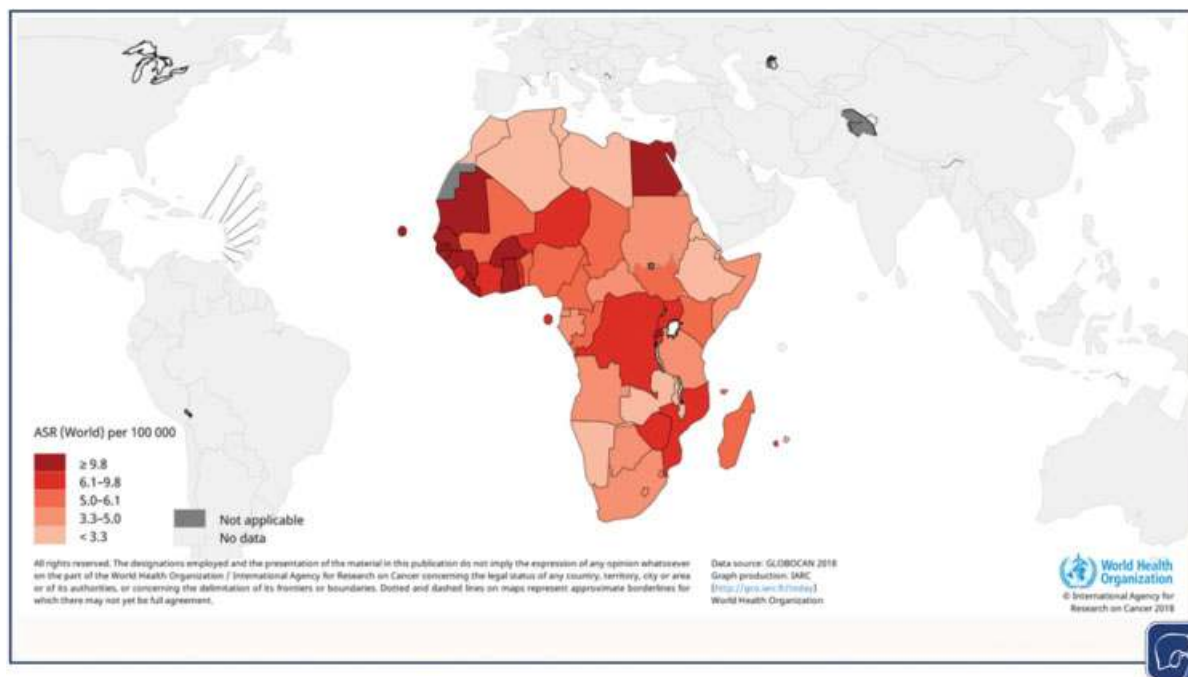 ASR (World) per 100 000
≥ 9.8
6.1–9.8
5.0–6.1
3.3–5.0
< 3.3
Not applicable
No data
All rights reserved. The designations employed and the presentation of the material in this publication do not imply the expression of any opinion whatsoever
on the part of the World Health Organization / International Agency for Research on Cancer concerning the legal status of any country, territory, city or area
or of its authorities, or concerning the delimitation of its frontiers or boundaries. Dotted and dashed lines on maps represent approximate borderlines for
which there may not yet be full agreement.
Data source: GLOBOCAN 2018
Graph production: IARC
(http://gco.iarc.fr/today)
World Health Organization
World Health
Organization
© International Agency for
Research on Cancer 2018